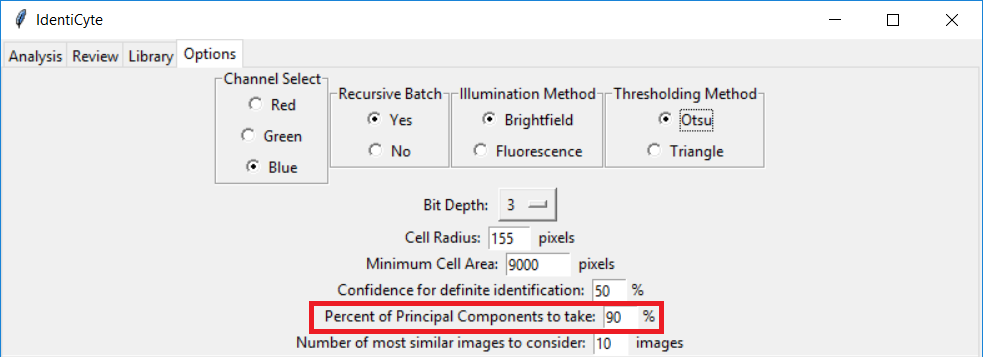 IdentiCyte
Analysis Review Library Options
Channel Select
Red
Green
Blue
Recursive Batch
Yes
No
Illumination Method
Brightfield
Fluorescence
Thresholding Method
Otsu
Triangle
Bit Depth: 3
Cell Radius: 155 pixels
Minimum Cell Area: 9000 pixels
Confidence for definite identification: 50 %
Percent of Principal Components to take: 90 %
Number of most similar images to consider: 10 images